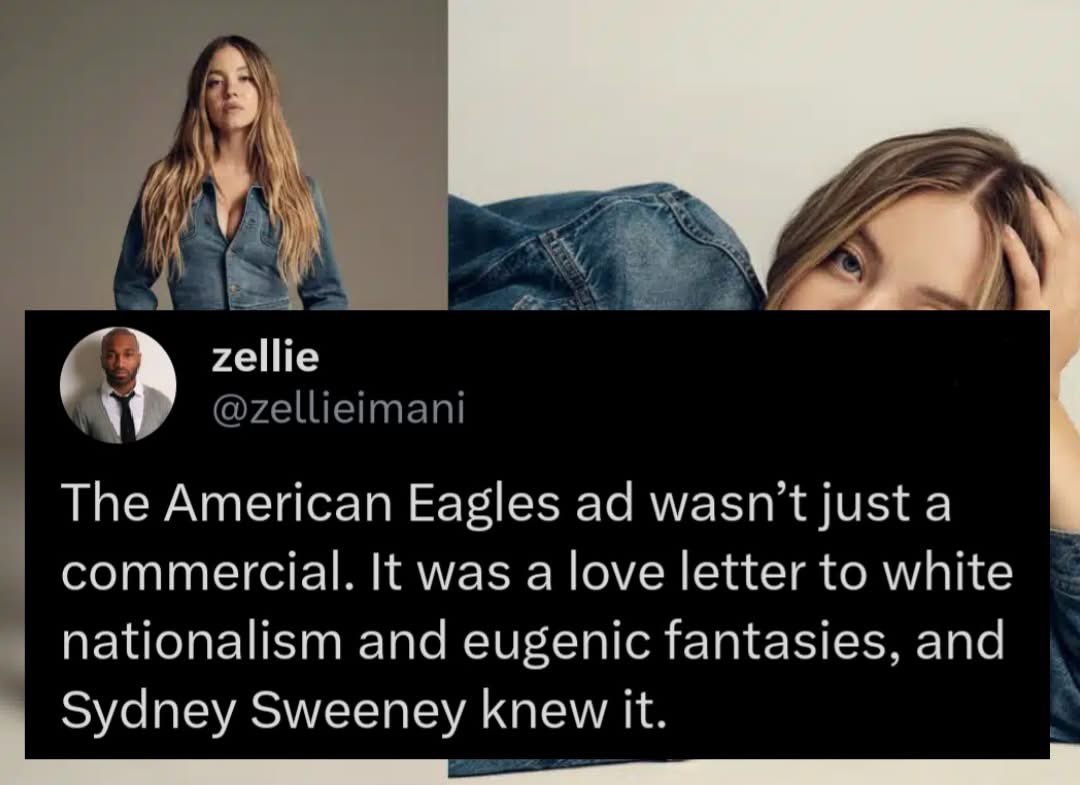 zellie
@zellieimani
The American Eagles ad wasn’t just a
commercial. It was a love letter to white
nationalism and eugenic fantasies, and
Sydney Sweeney knew it.